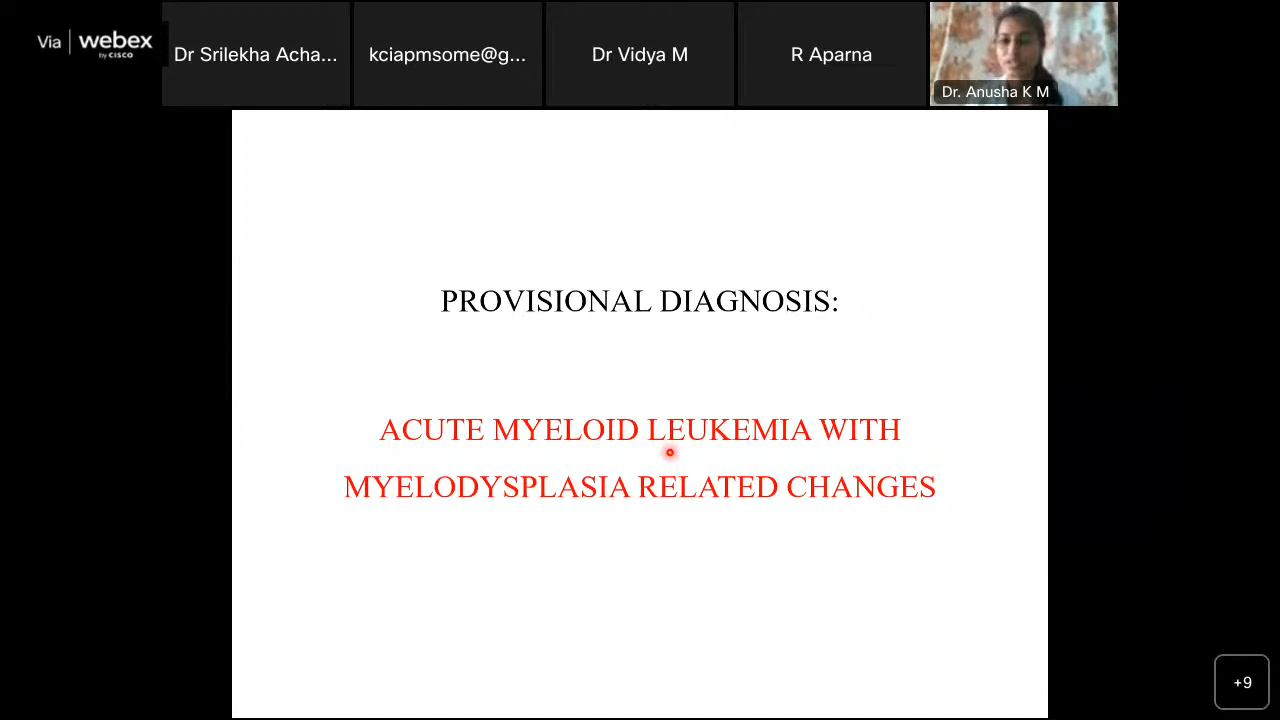 Via webex
by CISCO
Dr Srilekha Acha...
kciapmsome@g...
Dr Vidya M
R Aparna
Dr. Anusha K M
PROVISIONAL DIAGNOSIS:
ACUTE MYELOID LEUKEMIA WITH
MYELODYSPLASIA RELATED CHANGES
+9